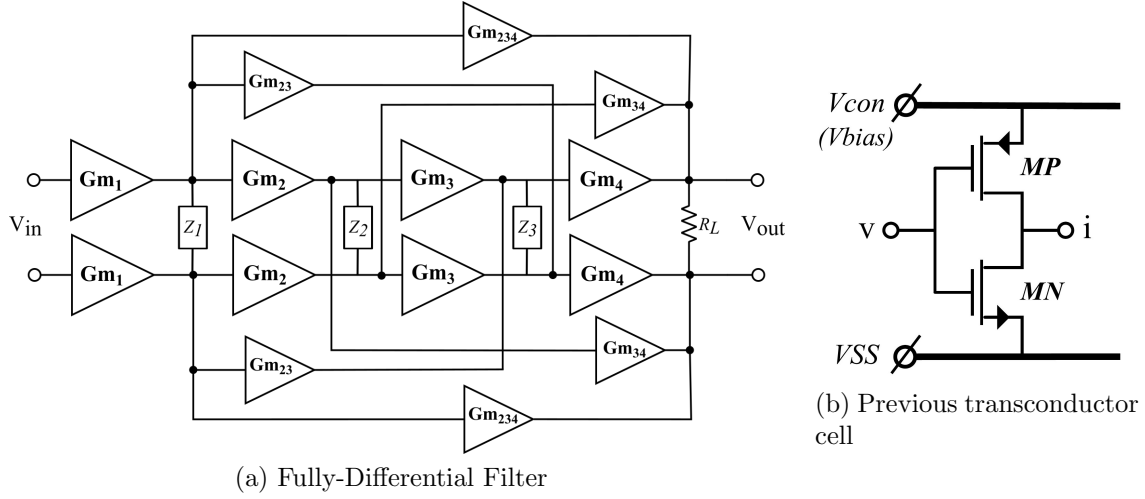 Gm234
Gm23
Gm34
Gm1 Gm2 Gm3 Gm4
Vin Z1 Z2 Z3 RL Vout
Gm1 Gm2 Gm3 Gm4
Gm23
Gm34
Gm234
(a) Fully-Differential Filter
Vcon
(Vbias)
MP
v i
MN
VSS
(b) Previous transconductor
cell